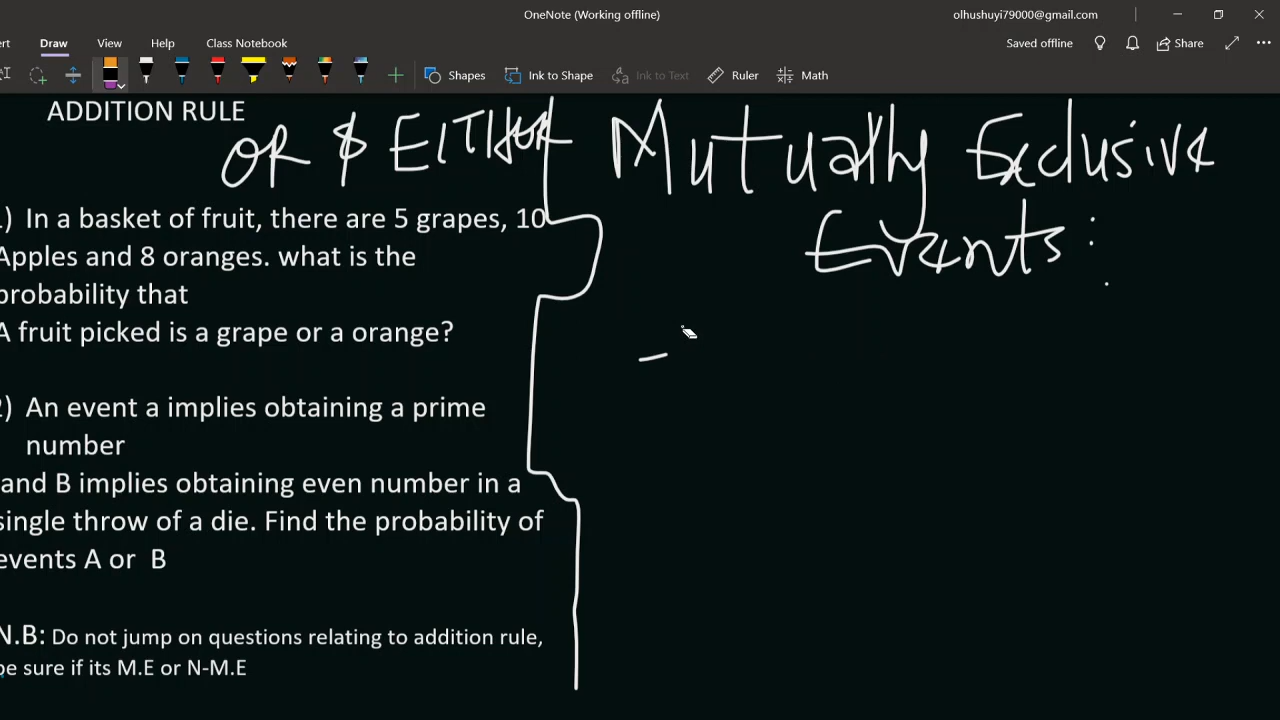 OneNote (Working offline)
olhushuyi79000@gmail.com
ert Draw View Help Class Notebook
Saved offline
Share
Shapes
Ink to Shape
Ink to Text
Ruler
Math
ADDITION RULE
OR $ EITHER
Mutually Exclusive
Events :
1) In a basket of fruit, there are 5 grapes, 10
Apples and 8 oranges. what is the
probability that
A fruit picked is a grape or a orange?
2) An event a implies obtaining a prime
number
and B implies obtaining even number in a
single throw of a die. Find the probability of
events A or B
N.B: Do not jump on questions relating to addition rule,
be sure if its M.E or N-M.E